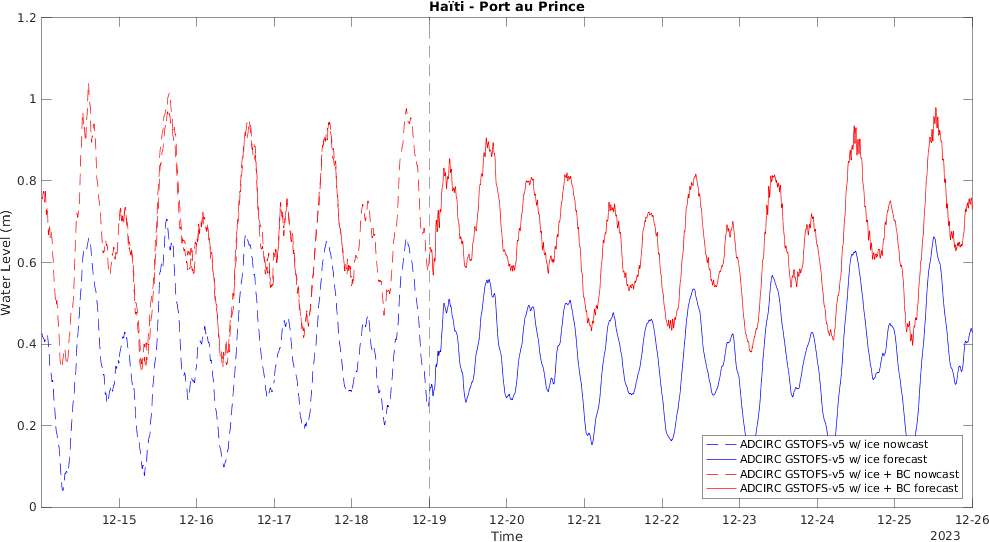 Haïti - Port au Prince
Water Level (m)
1.2
1
0.8
0.6
0.4
0.2
0
12-15 12-16 12-17 12-18 12-19 12-20 12-21 12-22 12-23 12-24 12-25 12-26
Time
2023
ADCIRC GSTOFS-v5 w/ ice nowcast
ADCIRC GSTOFS-v5 w/ ice forecast
ADCIRC GSTOFS-v5 w/ ice + BC nowcast
ADCIRC GSTOFS-v5 w/ ice + BC forecast